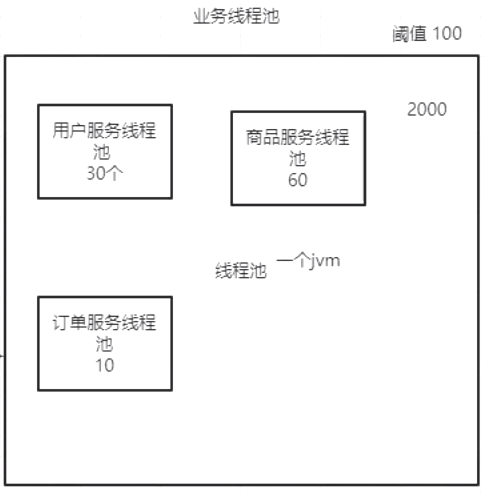 业务线程池
阈值 100
2000
用户服务线程
池
30个
商品服务线程
池
60
线程池
一个jvm
订单服务线程
池
10